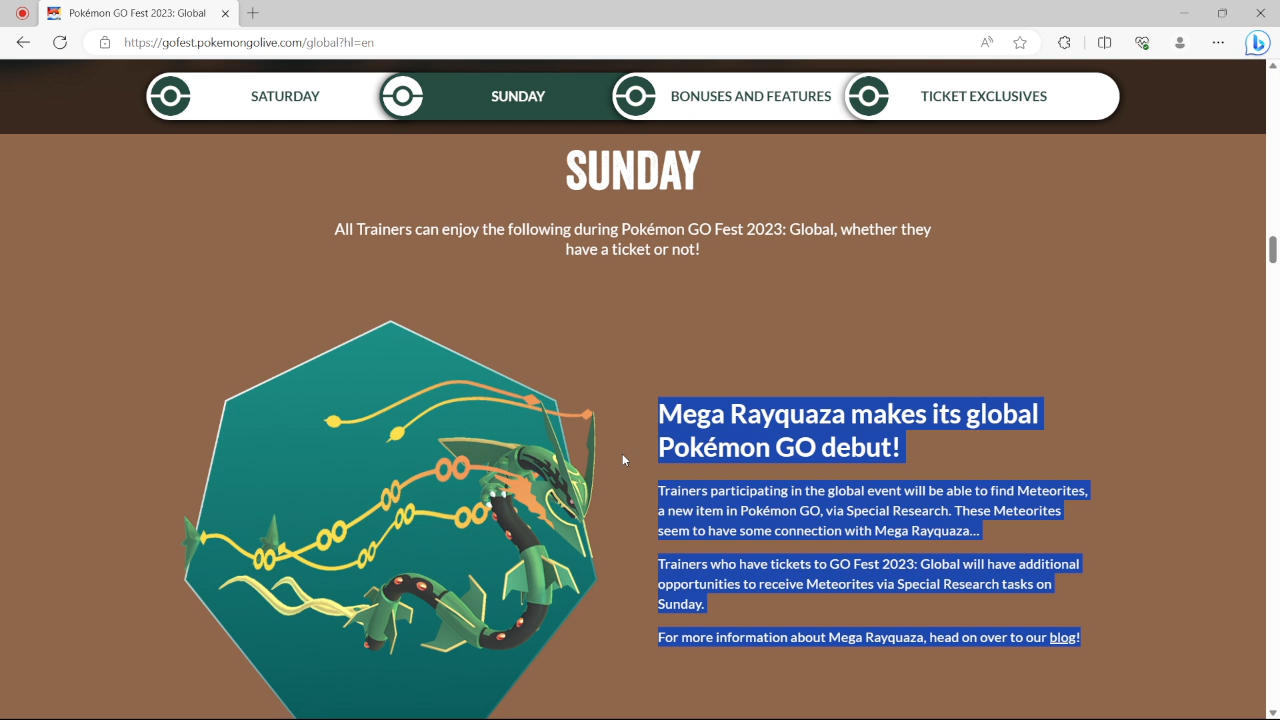 Pokémon GO Fest 2023: Global
https://gofest.pokemongolive.com/global?hl=en
SATURDAY
SUNDAY
BONUSES AND FEATURES
TICKET EXCLUSIVES
SUNDAY
All Trainers can enjoy the following during Pokémon GO Fest 2023: Global, whether they
have a ticket or not!
Mega Rayquaza makes its global
Pokémon GO debut!
Trainers participating in the global event will be able to find Meteorites,
a new item in Pokémon GO, via Special Research. These Meteorites
seem to have some connection with Mega Rayquaza...
Trainers who have tickets to GO Fest 2023: Global will have additional
opportunities to receive Meteorites via Special Research tasks on
Sunday.
For more information about Mega Rayquaza, head on over to our blog!